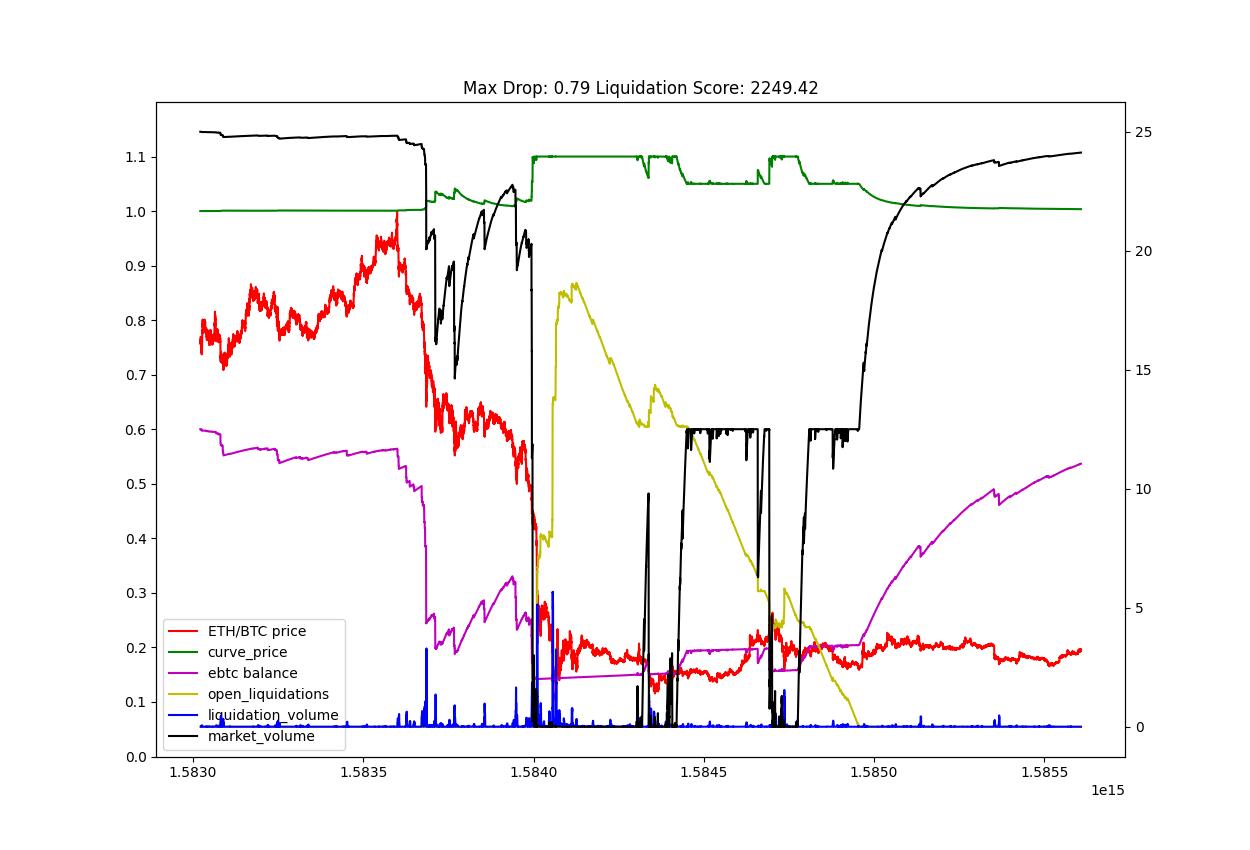 Max Drop: 0.79 Liquidation Score: 2249.42
1.1
1.0
0.9
0.8
0.7
0.6
0.5
0.4
0.3
0.2
0.1
0.0
25
20
15
10
5
0
ETH/BTC price
curve_price
ebtc balance
open_liquidations
liquidation_volume
market_volume
1.5830 1.5835 1.5840 1.5845 1.5850 1.5855
1e15